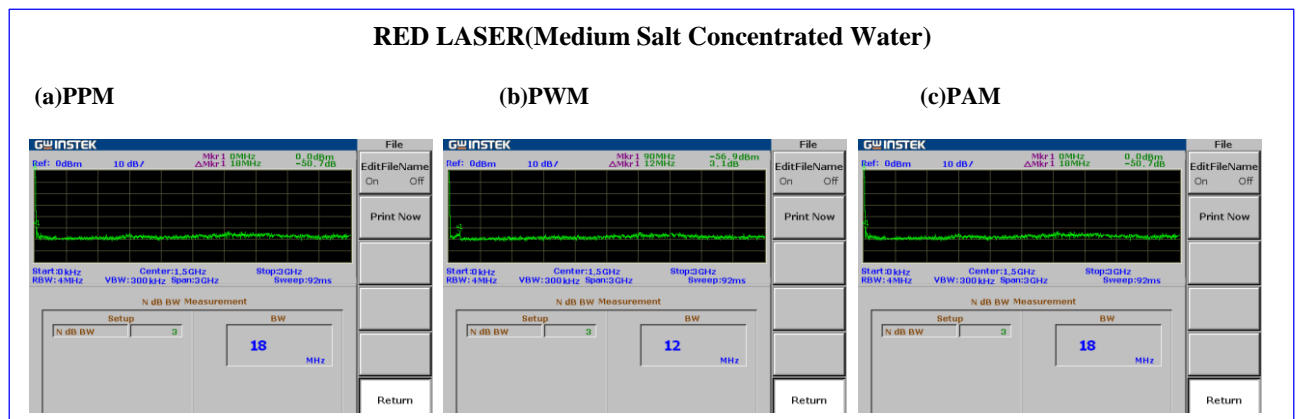 RED LASER(Medium Salt Concentrated Water)
(a)PPM
(b)PWM
(c)PAM
GWINSTEK
File
Ref: 0dBm 10 dB/ Mkr1 0MHz 0.0dBm
ΔMkr1 18MHz -50.7dB
EditFileName
On Off
Print Now
Start:0kHz Center:1.5GHz Stop:3GHz
RBW:4MHz VBW:300kHz Span:3GHz Sweep:92ms
N dB BW Measurement
Setup
N dB BW 3
BW
18
MHz
Return
GWINSTEK
File
Ref: 0dBm 10 dB/ Mkr1 90MHz -56.9dBm
ΔMkr1 12MHz 3.1dB
EditFileName
On Off
Print Now
Start:0kHz Center:1.5GHz Stop:3GHz
RBW:4MHz VBW:300kHz Span:3GHz Sweep:92ms
N dB BW Measurement
Setup
N dB BW 3
BW
12
MHz
Return
GWINSTEK
File
Ref: 0dBm 10 dB/ Mkr1 0MHz 0.0dBm
ΔMkr1 18MHz -50.7dB
EditFileName
On Off
Print Now
Start:0kHz Center:1.5GHz Stop:3GHz
RBW:4MHz VBW:300kHz Span:3GHz Sweep:92ms
N dB BW Measurement
Setup
N dB BW 3
BW
18
MHz
Return